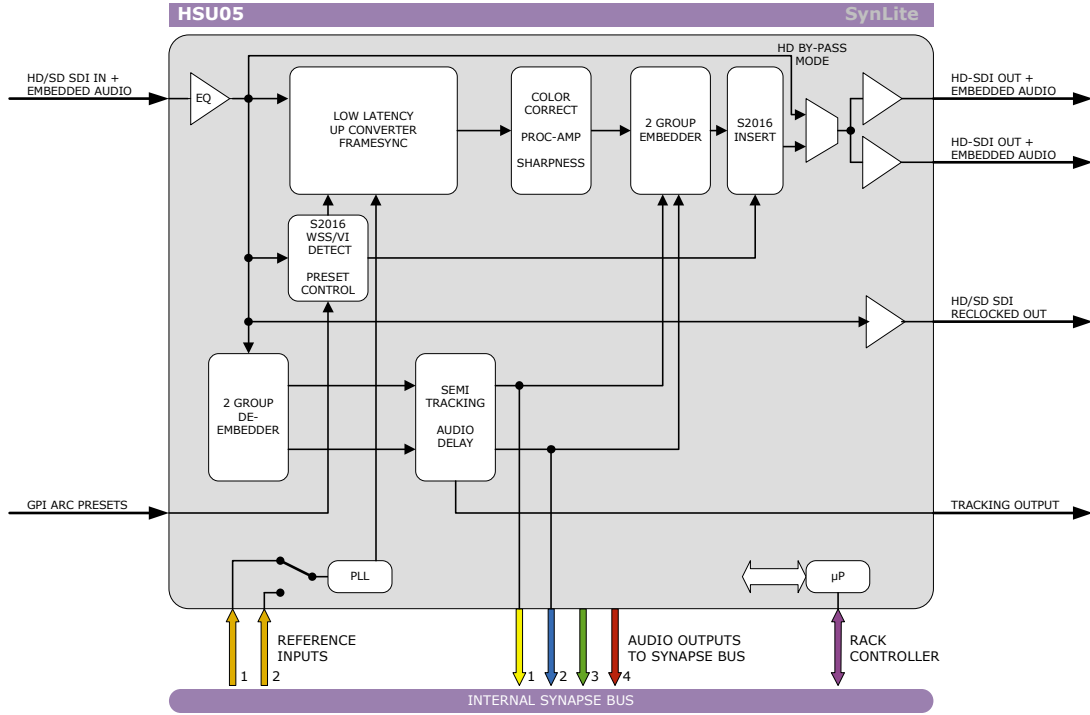 HSU05
SynLite
HD BY-PASS
MODE
HD/SD SDI IN +
EMBEDDED AUDIO
EQ
LOW LATENCY
UP CONVERTER
FRAMESYNC
COLOR
CORRECT
PROC-AMP
SHARPNESS
2 GROUP
EMBEDDER
S2016
INSERT
HD-SDI OUT +
EMBEDDED AUDIO
HD-SDI OUT +
EMBEDDED AUDIO
S2016
WSS/VI
DETECT
PRESET
CONTROL
HD/SD SDI
RECLOCKED OUT
2 GROUP
DE-
EMBEDDER
SEMI
TRACKING
AUDIO
DELAY
GPI ARC PRESETS
TRACKING OUTPUT
PLL
µP
REFERENCE
INPUTS
1
2
1
2
3
4
AUDIO OUTPUTS
TO SYNAPSE BUS
RACK
CONTROLLER
INTERNAL SYNAPSE BUS